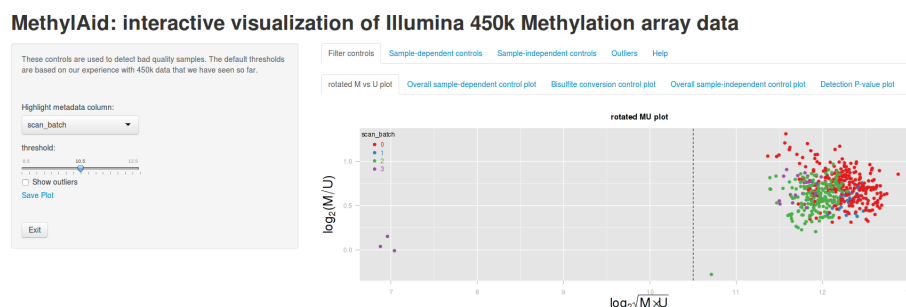 MethylAid: interactive visualization of Illumina 450k Methylation array data
These controls are used to detect bad quality samples. The default thresholds
are based on our experience with 450k data that we have seen so far.
Highlight metadata column:
scan_batch
threshold:
8.5 10.5 12.5
Show outliers
Save Plot
Exit
Filter controls Sample-dependent controls Sample-independent controls Outliers Help
rotated M vs U plot Overall sample-dependent control plot Bisulfite conversion control plot Overall sample-independent control plot Detection P-value plot
rotated MU plot
scan_batch
0
1
2
3
log₂(M/U)
1.0
0.5
0.0
7 8 9 10 11 12
log₂√M×U